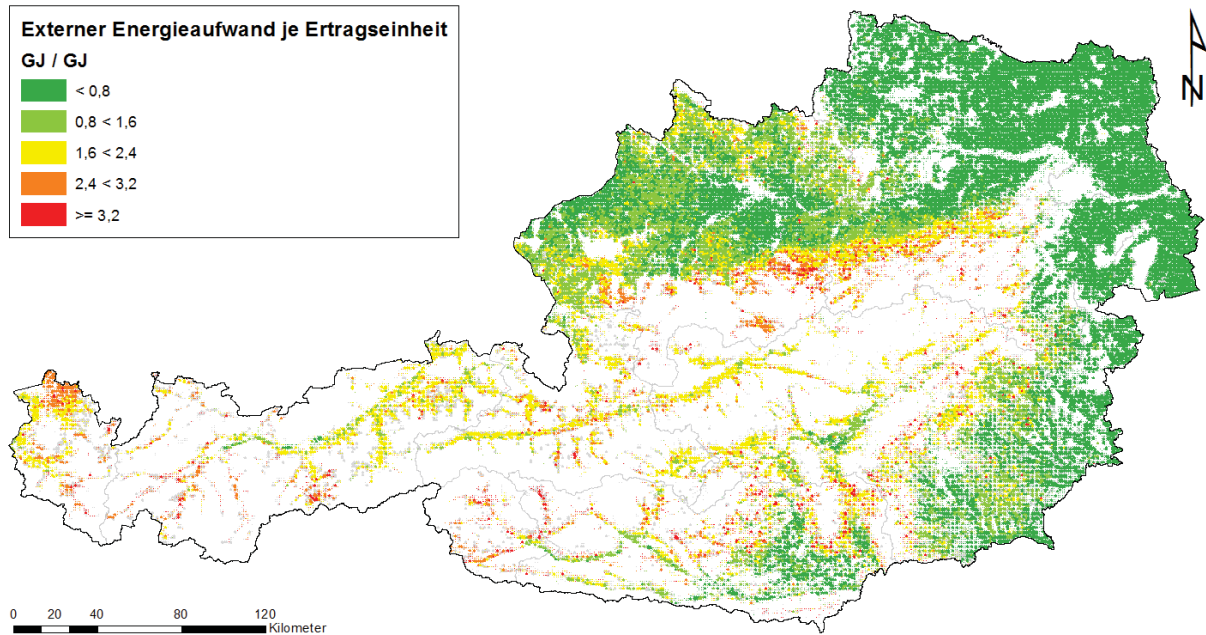 Externer Energieaufwand je Ertragseinheit
GJ / GJ
< 0,8
0,8 < 1,6
1,6 < 2,4
2,4 < 3,2
>= 3,2
N
0 20 40 80 120
Kilometer